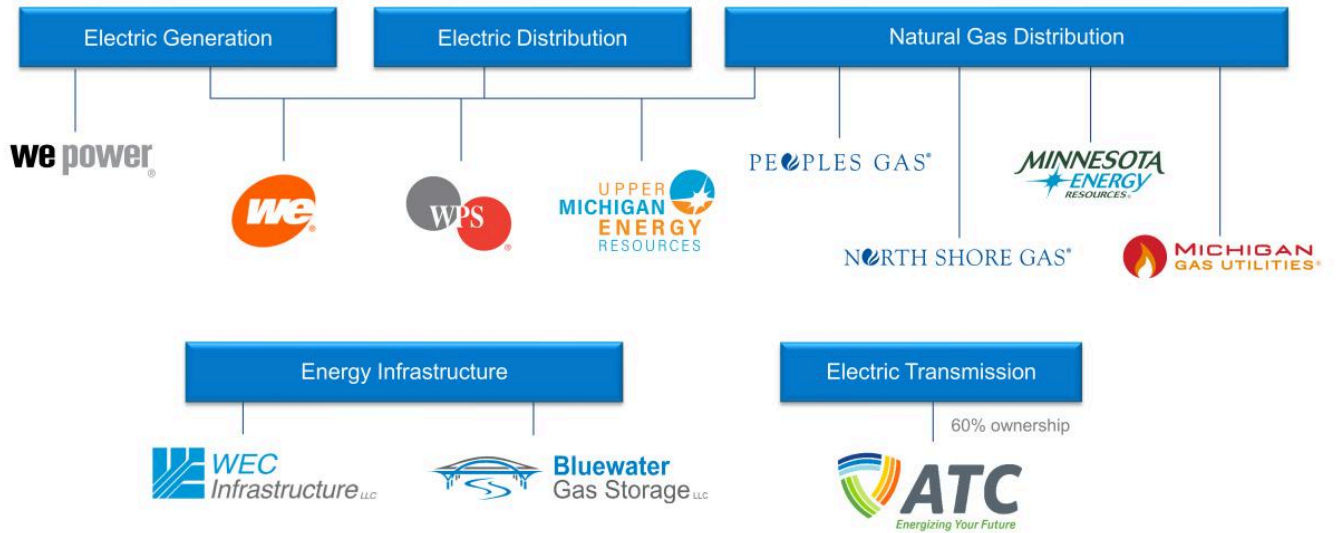 Electric Generation
Electric Distribution
Natural Gas Distribution
we power®
we®
WPS®
UPPER
MICHIGAN
ENERGY
RESOURCES
PEOPLES GAS®
MINNESOTA
ENERGY
RESOURCES®
NORTH SHORE GAS®
MICHIGAN
GAS UTILITIES®
Energy Infrastructure
Electric Transmission
60% ownership
WEC
Infrastructure LLC
Bluewater
Gas Storage LLC
ATC
Energizing Your Future